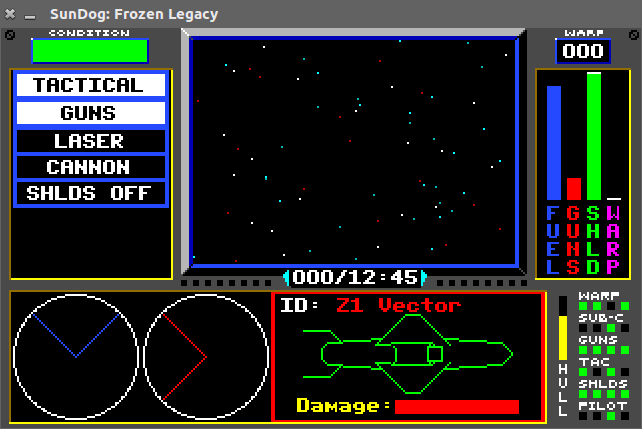 SunDog: Frozen Legacy
CONDITION
WARP
000
TACTICAL
GUNS
LASER
CANNON
SHLDS OFF
FUEL
GUNS
SHLD
WARP
000/12:45
ID: Z1 Vector
Damage:
HULL
WARP
SUB-C
GUNS
TAC
SHLDS
PILOT